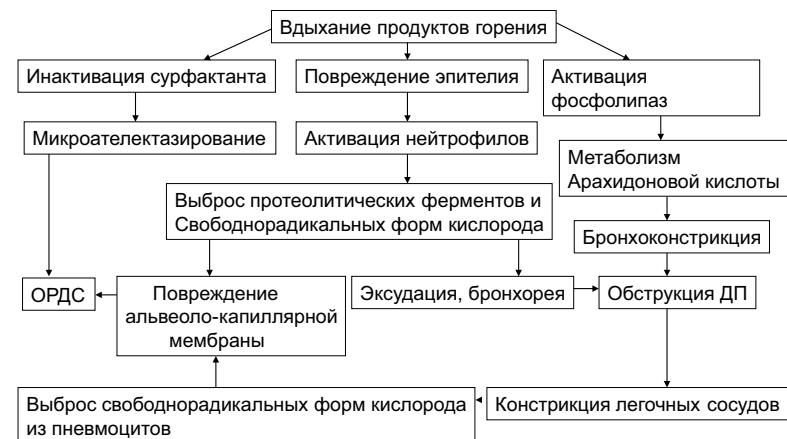 Вдыхание продуктов горения
Инактивация сурфактанта
Повреждение эпителия
Активация
фосфолипаз
Микроателектазирование
Активация нейтрофилов
Метаболизм
Арахидоновой кислоты
Выброс протеолитических ферментов и
Свободнорадикальных форм кислорода
Бронхоконстрикция
ОРДС
Повреждение
альвеоло-капиллярной
мембраны
Эксудация, бронхорея
Обструкция ДП
Выброс свободнорадикальных форм кислорода
из пневмоцитов
Констрикция легочных сосудов